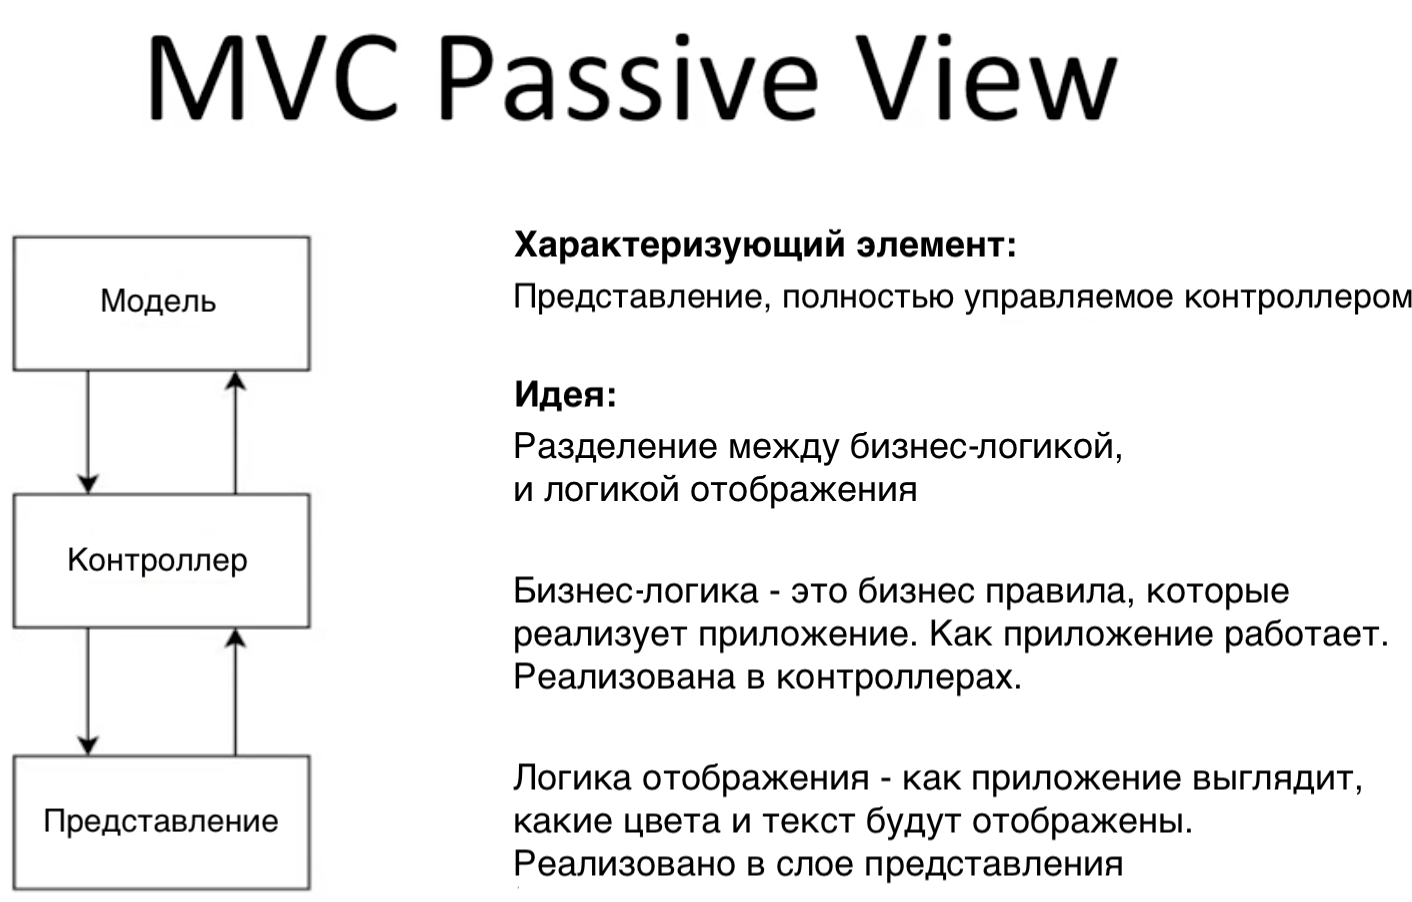 MVC Passive View
Модель
Контроллер
Представление
Характеризующий элемент:
Представление, полностью управляемое контроллером
Идея:
Разделение между бизнес-логикой,
и логикой отображения
Бизнес-логика - это бизнес правила, которые
реализует приложение. Как приложение работает.
Реализована в контроллерах.
Логика отображения - как приложение выглядит,
какие цвета и текст будут отображены.
Реализовано в слое представления